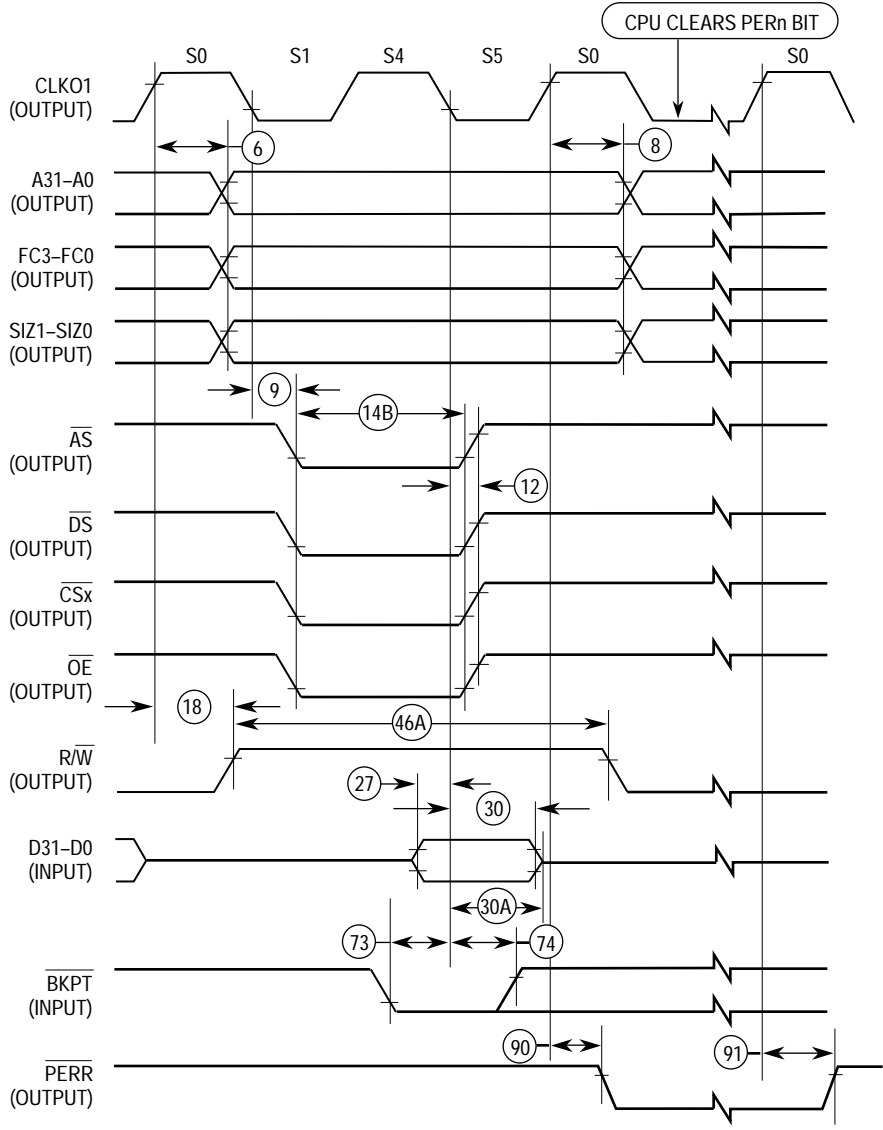 CPU CLEARS PERn BIT
S0 S1 S4 S5 S0 S0
CLKO1
(OUTPUT)
6 8
A31–A0
(OUTPUT)
FC3–FC0
(OUTPUT)
SIZ1–SIZ0
(OUTPUT)
9
14B
AS
(OUTPUT)
12
DS
(OUTPUT)
CSx
(OUTPUT)
OE
(OUTPUT)
18
46A
R/W
(OUTPUT)
27
30
D31–D0
(INPUT)
30A
73 74
BKPT
(INPUT)
90 91
PERR
(OUTPUT)